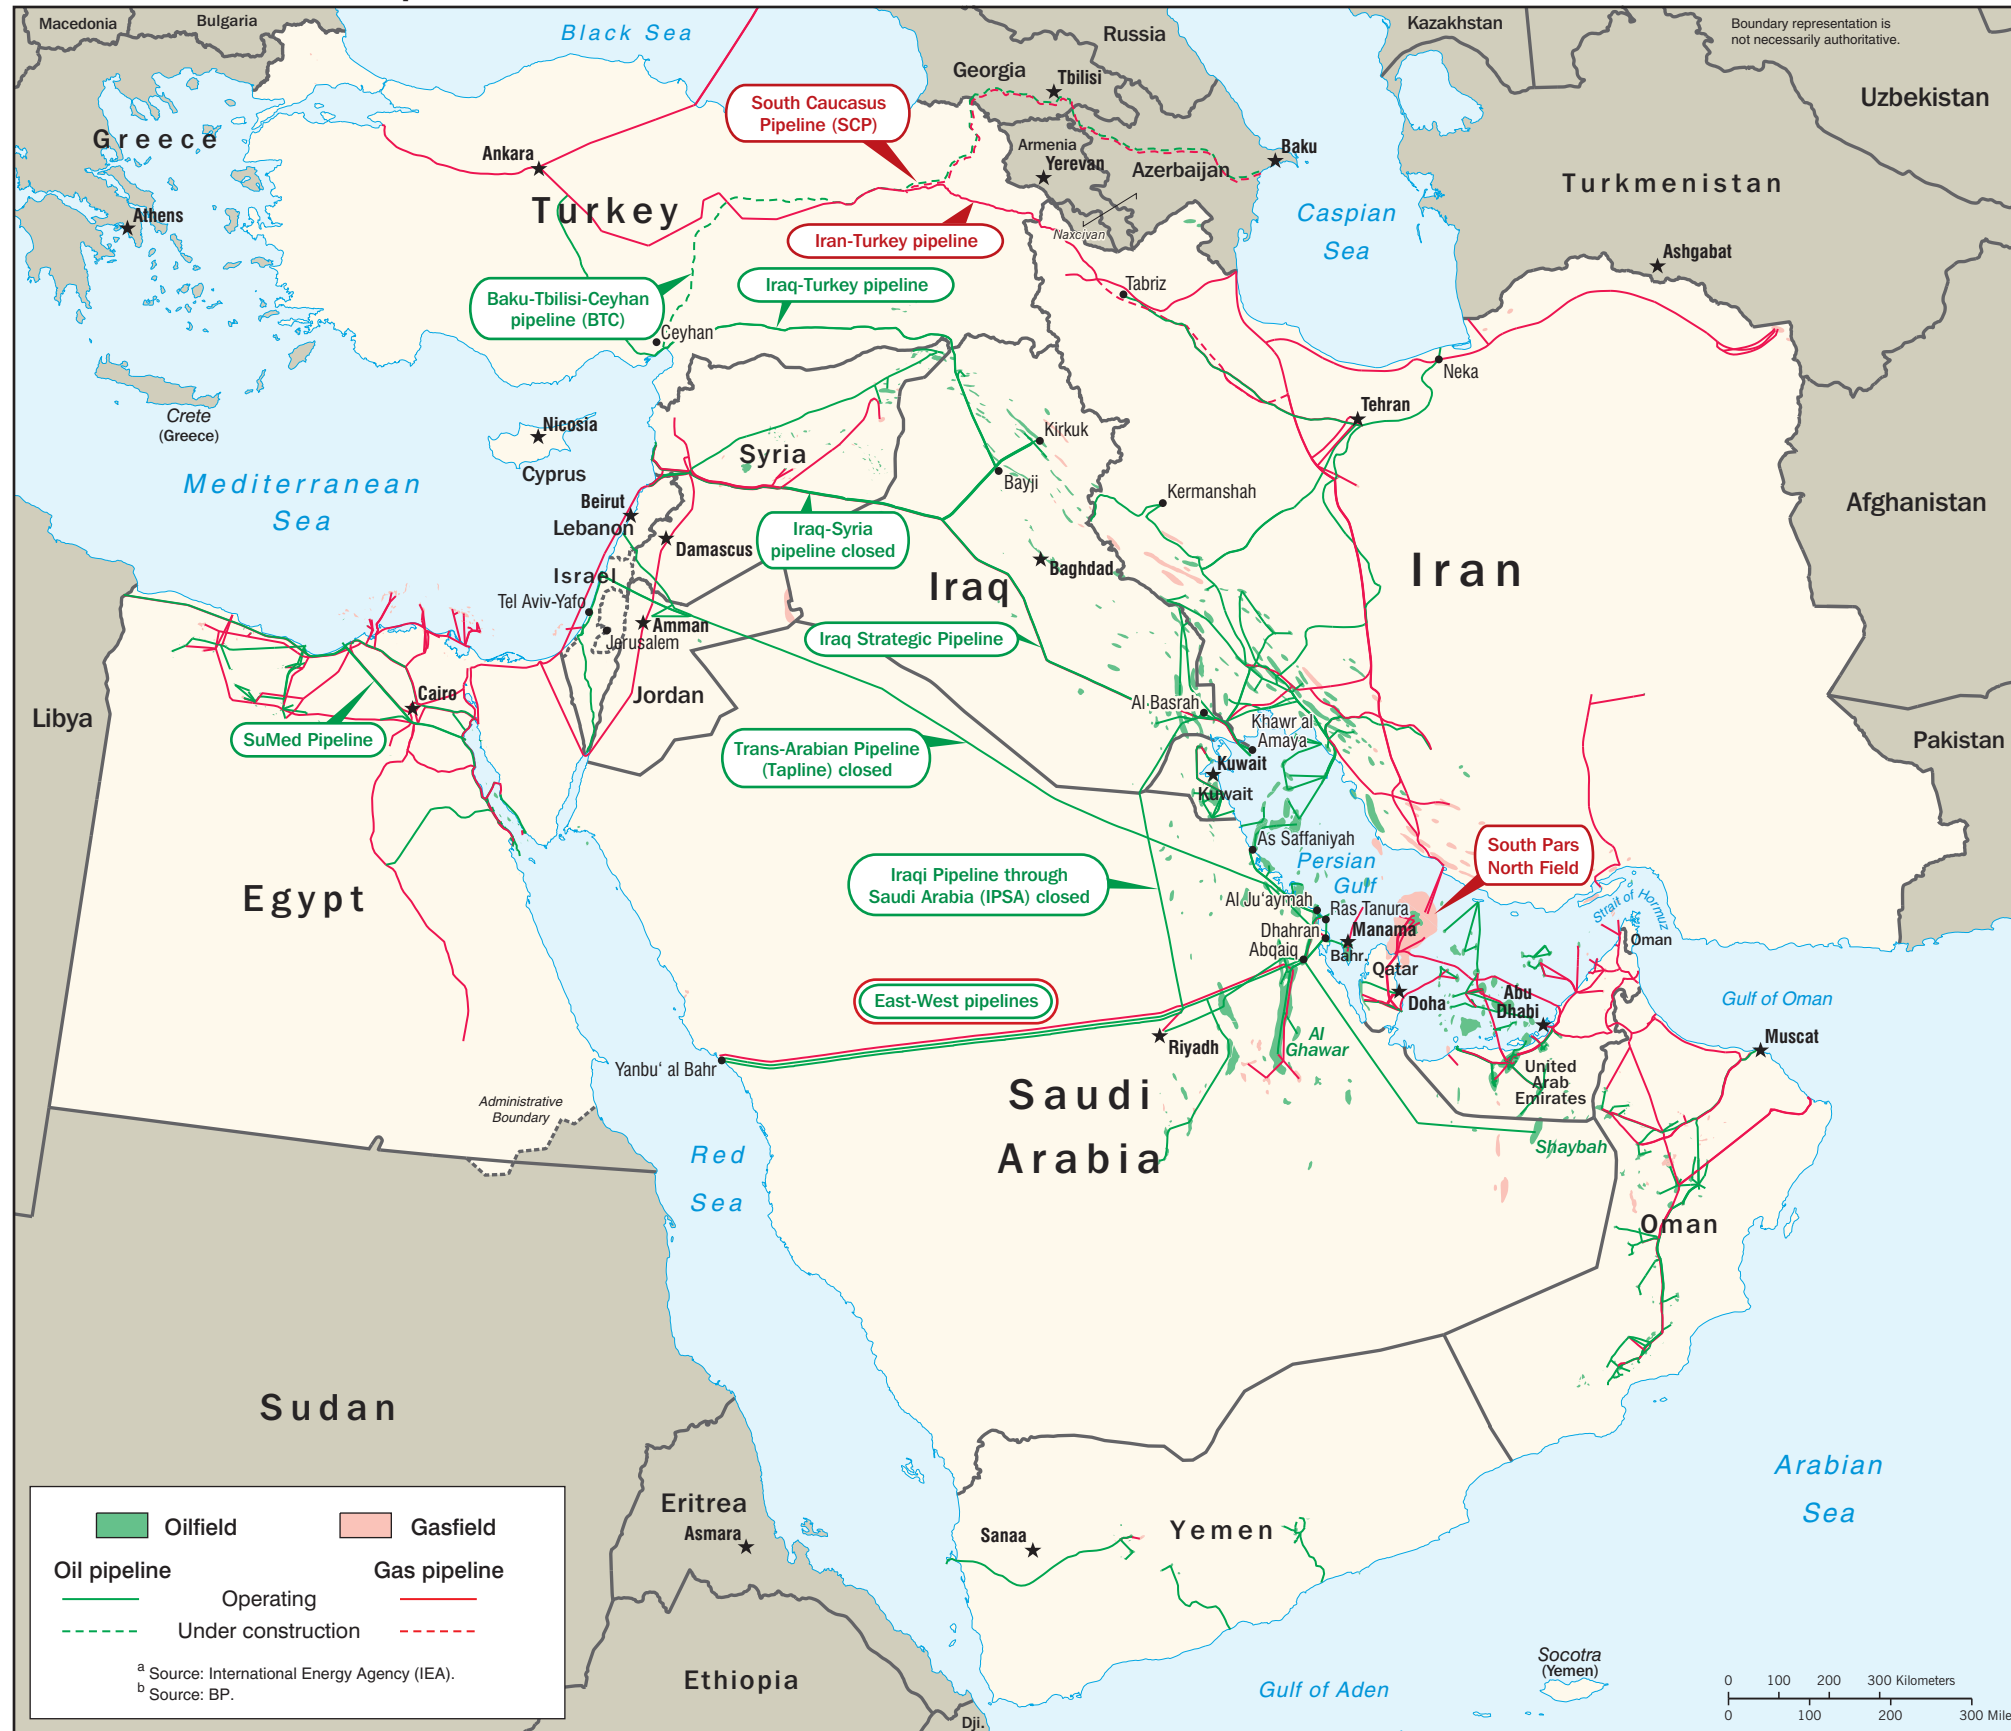 Macedonia
Bulgaria
Black Sea
Russia
Kazakhstan
Boundary representation is
not necessarily authoritative.
Georgia
Tbilisi
Uzbekistan
South Caucasus
Pipeline (SCP)
Greece
Ankara
Armenia
Yerevan
Azerbaijan
Baku
Turkmenistan
Athens
Turkey
Caspian
Sea
Naxcivan
Iran-Turkey pipeline
Ashgabat
Baku-Tbilisi-Ceyhan
pipeline (BTC)
Iraq-Turkey pipeline
Tabriz
Ceyhan
Neka
Crete
(Greece)
Nicosia
Cyprus
Tehran
Kirkuk
Syria
Bayji
Mediterranean
Sea
Beirut
Lebanon
Kermanshah
Afghanistan
Iraq-Syria
pipeline closed
Damascus
Israel
Iraq
Baghdad
Iran
Tel Aviv-Yafo
Amman
Jerusalem
Iraq Strategic Pipeline
Cairo
Jordan
Al Basrah
Libya
SuMed Pipeline
Khawr al
Amaya
Pakistan
Trans-Arabian Pipeline
(Tapline) closed
Kuwait
Kuwait
As Saffaniyah
Persian
Gulf
South Pars
North Field
Egypt
Iraqi Pipeline through
Saudi Arabia (IPSA) closed
Al Ju‘aymah
Ras Tanura
Strait of Hormuz
Dhahran
Manama
Abqaiq
Bahr.
Oman
Qatar
East-West pipelines
Doha
Abu
Dhabi
Gulf of Oman
Riyadh
Al
Ghawar
Muscat
Yanbu‘ al Bahr
United
Arab
Emirates
Saudi
Arabia
Administrative
Boundary
Shaybah
Red
Sea
Oman
Sudan
Arabian
Sea
Eritrea
Asmara
Sanaa
Yemen
Oilfield
Gasfield
Oil pipeline
Gas pipeline
Operating
Under construction
a Source: International Energy Agency (IEA).
b Source: BP.
Ethiopia
Dji.
Gulf of Aden
Socotra
(Yemen)
0 100 200 300 Kilometers
0 100 200 300 Mile